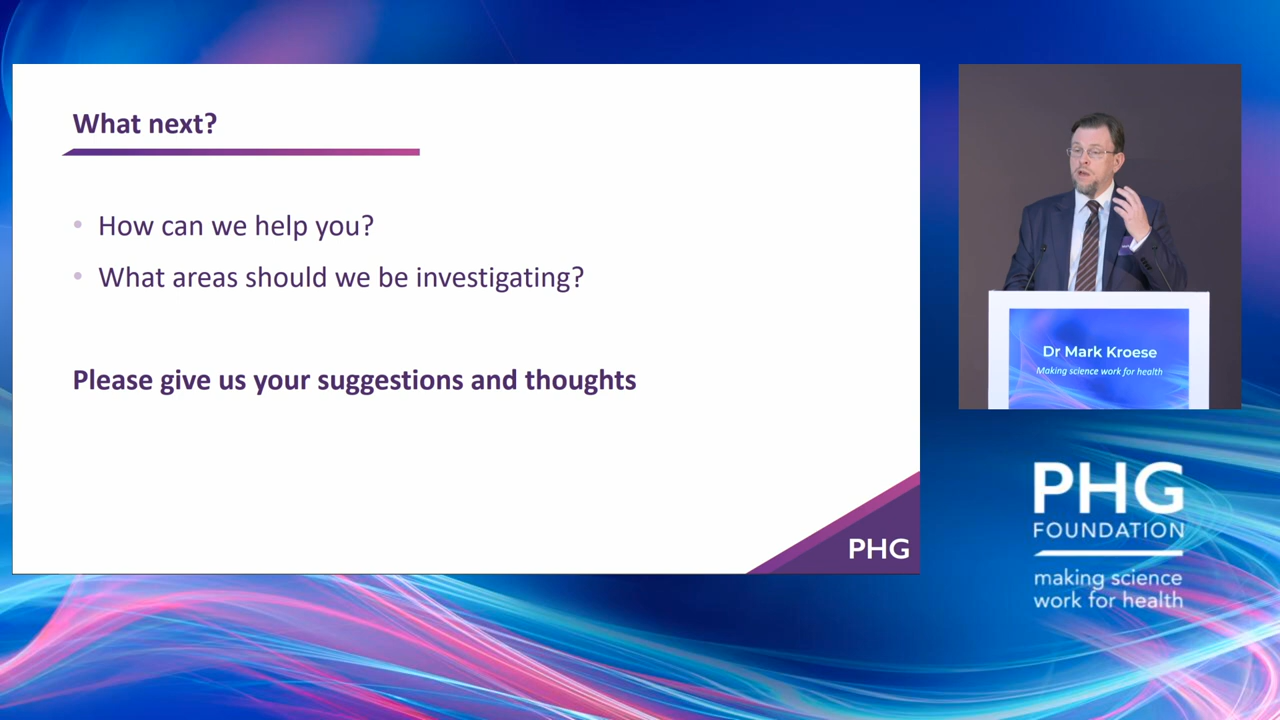 What next?
• How can we help you?
• What areas should we be investigating?
Please give us your suggestions and thoughts
PHG
Dr Mark Kroese
Making science work for health
PHG
FOUNDATION
making science
work for health